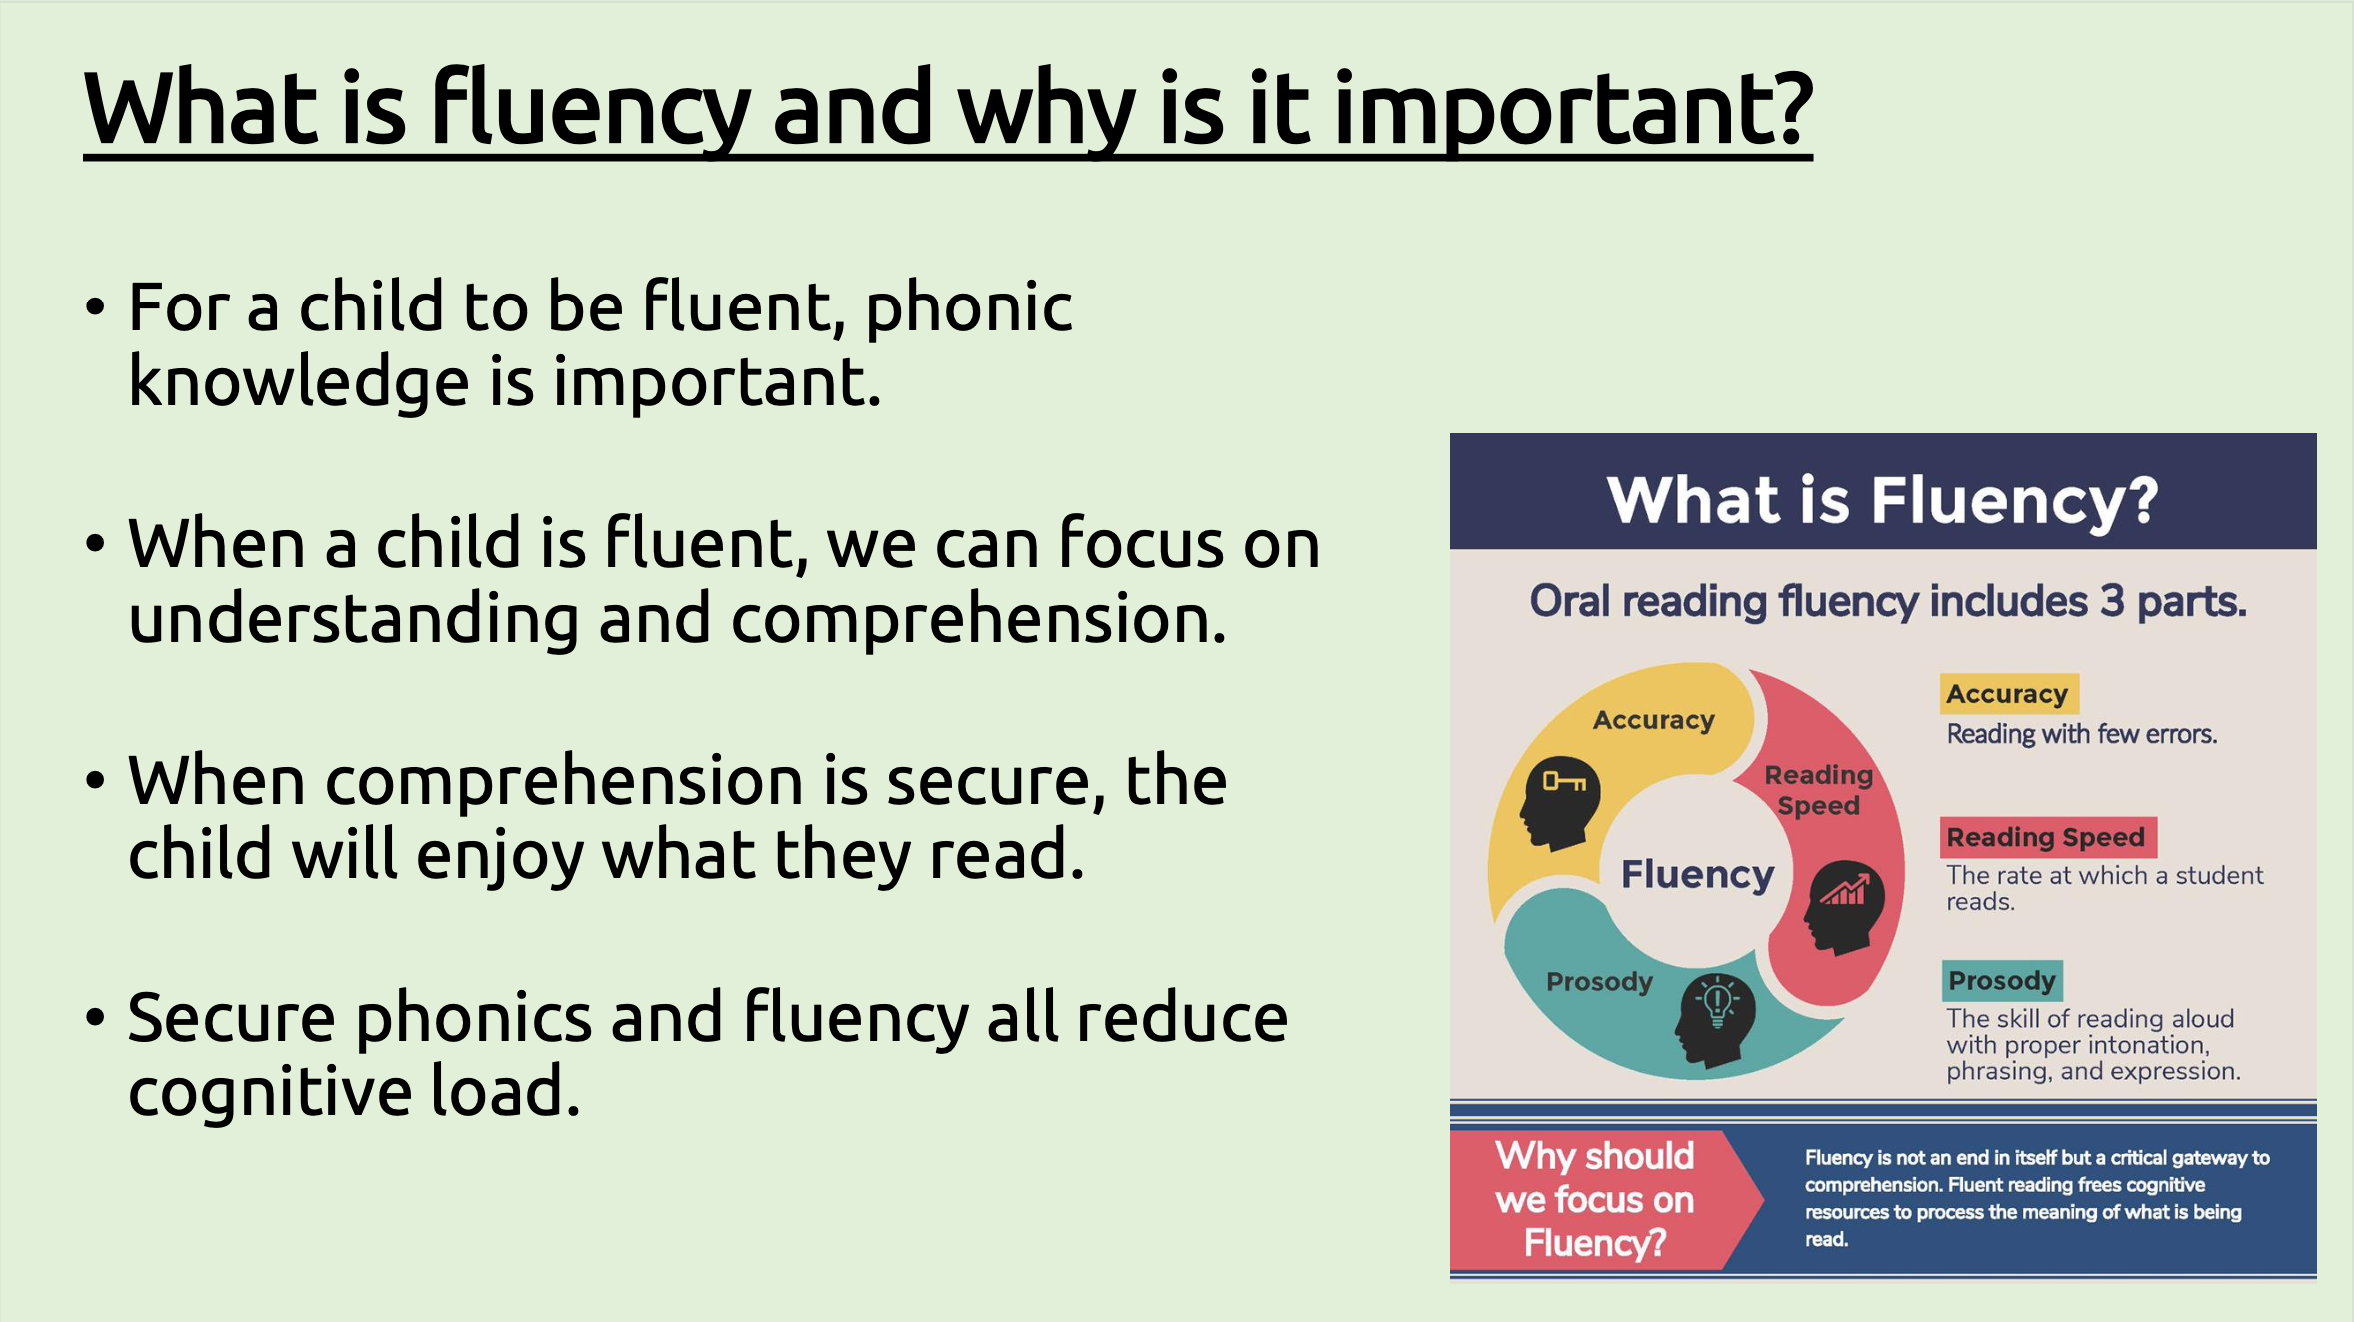 What is fluency and why is it important?
• For a child to be fluent, phonic
knowledge is important.
• When a child is fluent, we can focus on
understanding and comprehension.
• When comprehension is secure, the
child will enjoy what they read.
• Secure phonics and fluency all reduce
cognitive load.
What is Fluency?
Oral reading fluency includes 3 parts.
Accuracy
Reading
Speed
Fluency
Prosody
Accuracy
Reading with few errors.
Reading Speed
The rate at which a student
reads.
Prosody
The skill of reading aloud
with proper intonation,
phrasing, and expression.
Why should
we focus on
Fluency?
Fluency is not an end in itself but a critical gateway to
comprehension. Fluent reading frees cognitive
resources to process the meaning of what is being
read.